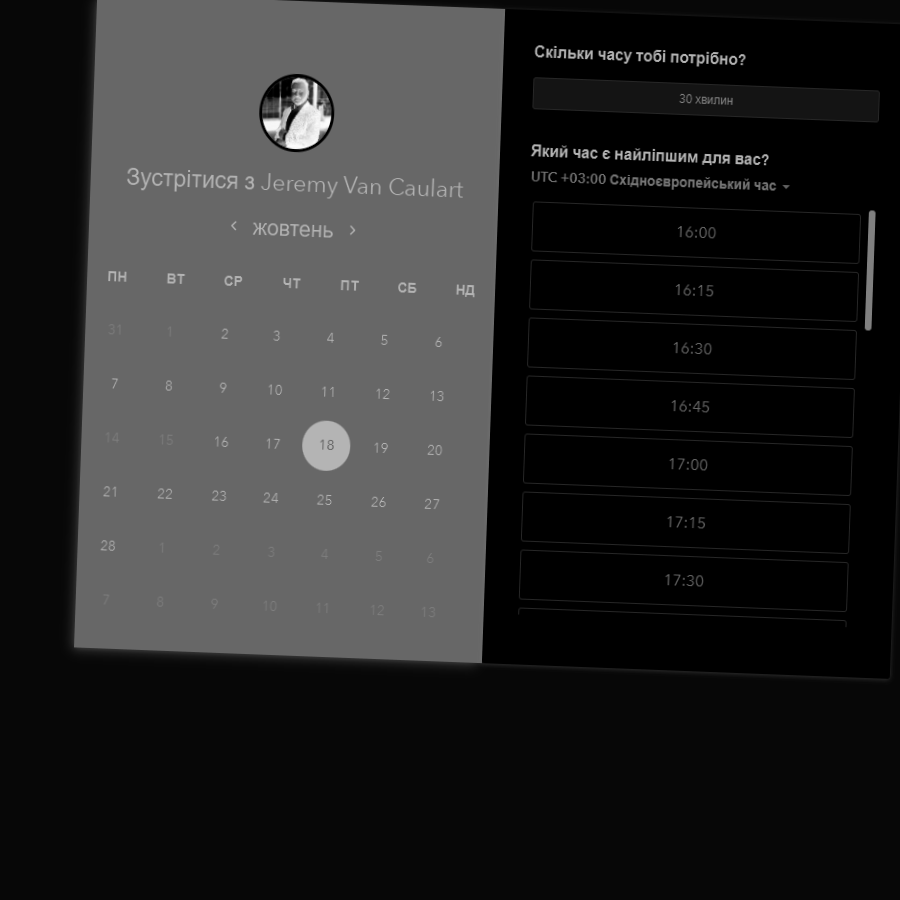 Зустрітися з Jeremy Van Caulart
‹ жовтень ›
ПН ВТ СР ЧТ ПТ СБ НД
31 1 2 3 4 5 6
7 8 9 10 11 12 13
14 15 16 17 18 19 20
21 22 23 24 25 26 27
28 1 2 3 4 5 6
7 8 9 10 11 12 13
Скільки часу тобі потрібно?
30 хвилин
Який час є найліпшим для вас?
UTC +03:00 Східноєвропейський час
16:00
16:15
16:30
16:45
17:00
17:15
17:30